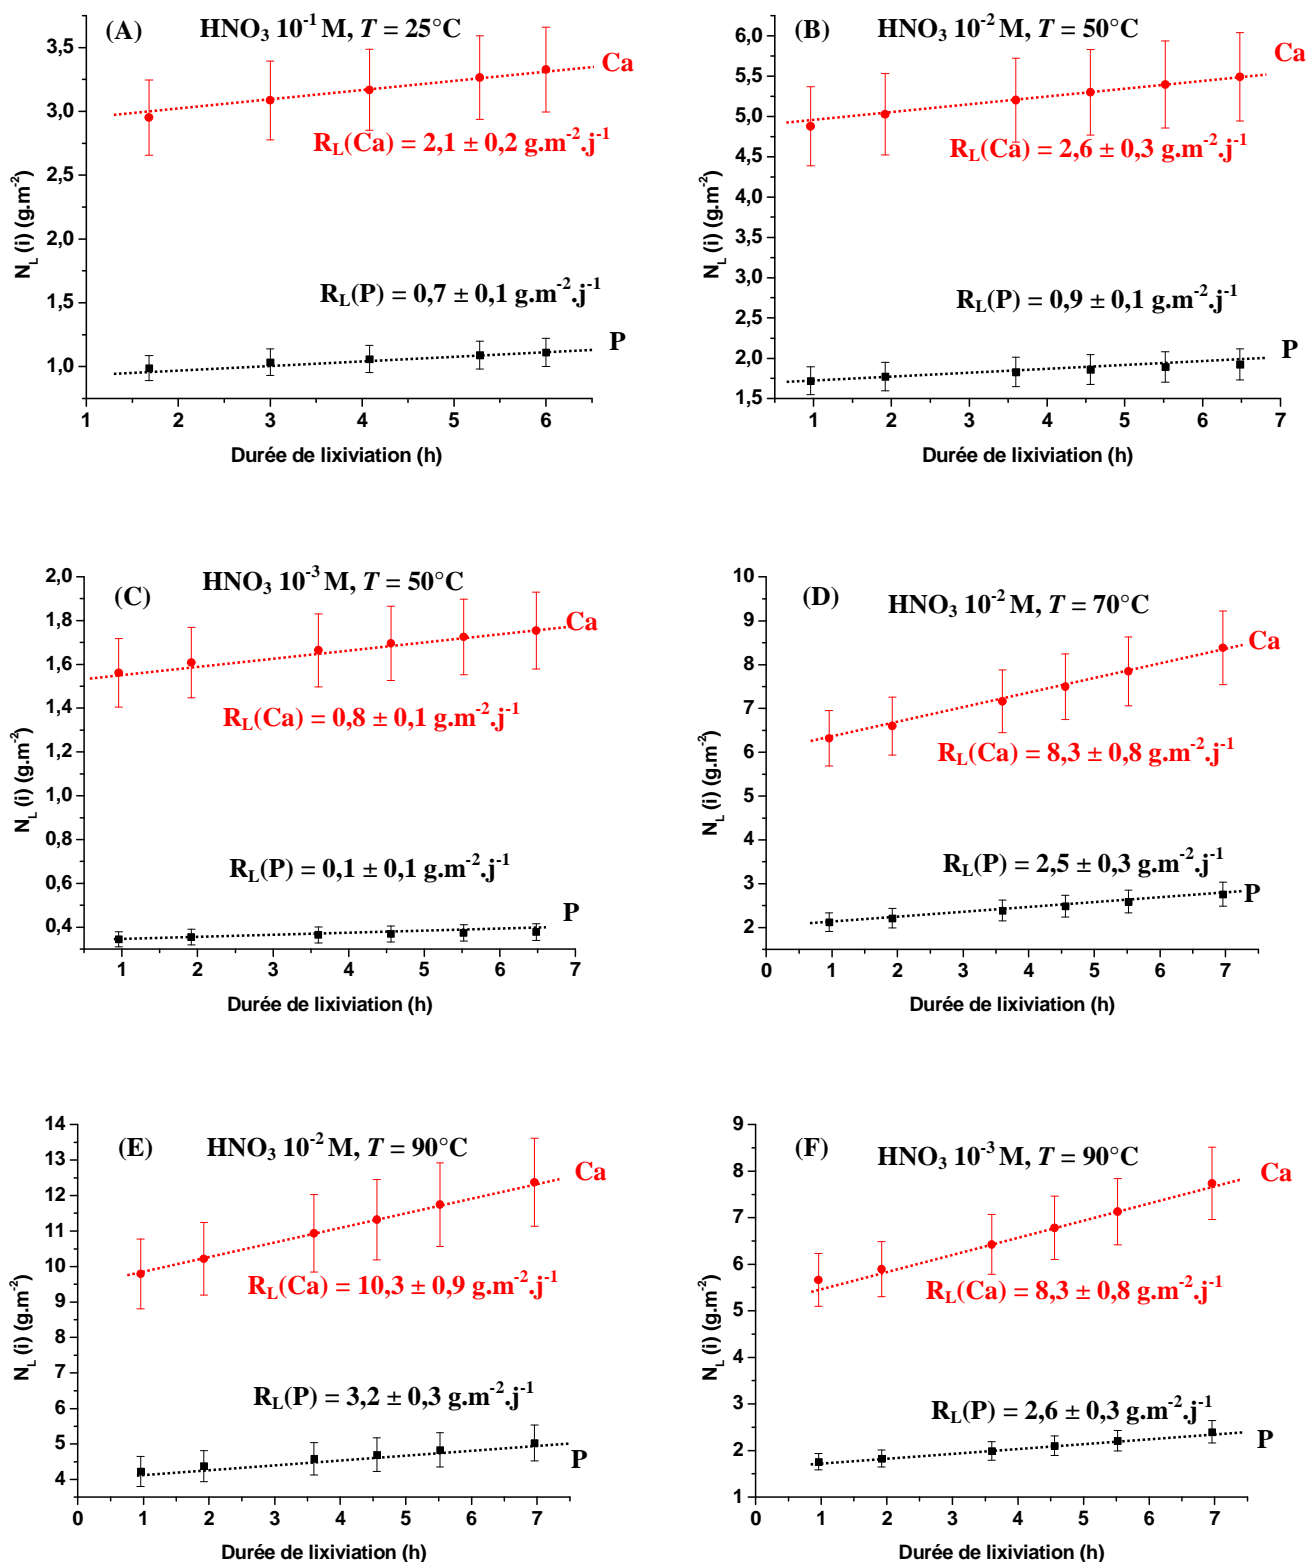 (A) HNO₃ 10⁻¹ M, T = 25°C
Ca
R_L(Ca) = 2,1 ± 0,2 g.m⁻².j⁻¹
R_L(P) = 0,7 ± 0,1 g.m⁻².j⁻¹
P
3,5
3,0
2,5
2,0
1,5
1,0
N_L (i) (g.m⁻²)
1 2 3 4 5 6
Durée de lixiviation (h)
(B) HNO₃ 10⁻² M, T = 50°C
Ca
R_L(Ca) = 2,6 ± 0,3 g.m⁻².j⁻¹
R_L(P) = 0,9 ± 0,1 g.m⁻².j⁻¹
P
6,0
5,5
5,0
4,5
4,0
3,5
3,0
2,5
2,0
1,5
N_L (i) (g.m⁻²)
1 2 3 4 5 6 7
Durée de lixiviation (h)
(C) HNO₃ 10⁻³ M, T = 50°C
Ca
R_L(Ca) = 0,8 ± 0,1 g.m⁻².j⁻¹
R_L(P) = 0,1 ± 0,1 g.m⁻².j⁻¹
P
2,0
1,8
1,6
1,4
1,2
1,0
0,8
0,6
0,4
N_L (i) (g.m⁻²)
1 2 3 4 5 6 7
Durée de lixiviation (h)
(D) HNO₃ 10⁻² M, T = 70°C
Ca
R_L(Ca) = 8,3 ± 0,8 g.m⁻².j⁻¹
R_L(P) = 2,5 ± 0,3 g.m⁻².j⁻¹
P
10
9
8
7
6
5
4
3
2
N_L (i) (g.m⁻²)
0 1 2 3 4 5 6 7
Durée de lixiviation (h)
(E) HNO₃ 10⁻² M, T = 90°C
Ca
R_L(Ca) = 10,3 ± 0,9 g.m⁻².j⁻¹
R_L(P) = 3,2 ± 0,3 g.m⁻².j⁻¹
P
14
13
12
11
10
9
8
7
6
5
4
N_L (i) (g.m⁻²)
0 1 2 3 4 5 6 7
Durée de lixiviation (h)
(F) HNO₃ 10⁻³ M, T = 90°C
Ca
R_L(Ca) = 8,3 ± 0,8 g.m⁻².j⁻¹
R_L(P) = 2,6 ± 0,3 g.m⁻².j⁻¹
P
9
8
7
6
5
4
3
2
1
N_L (i) (g.m⁻²)
0 1 2 3 4 5 6 7
Durée de lixiviation (h)